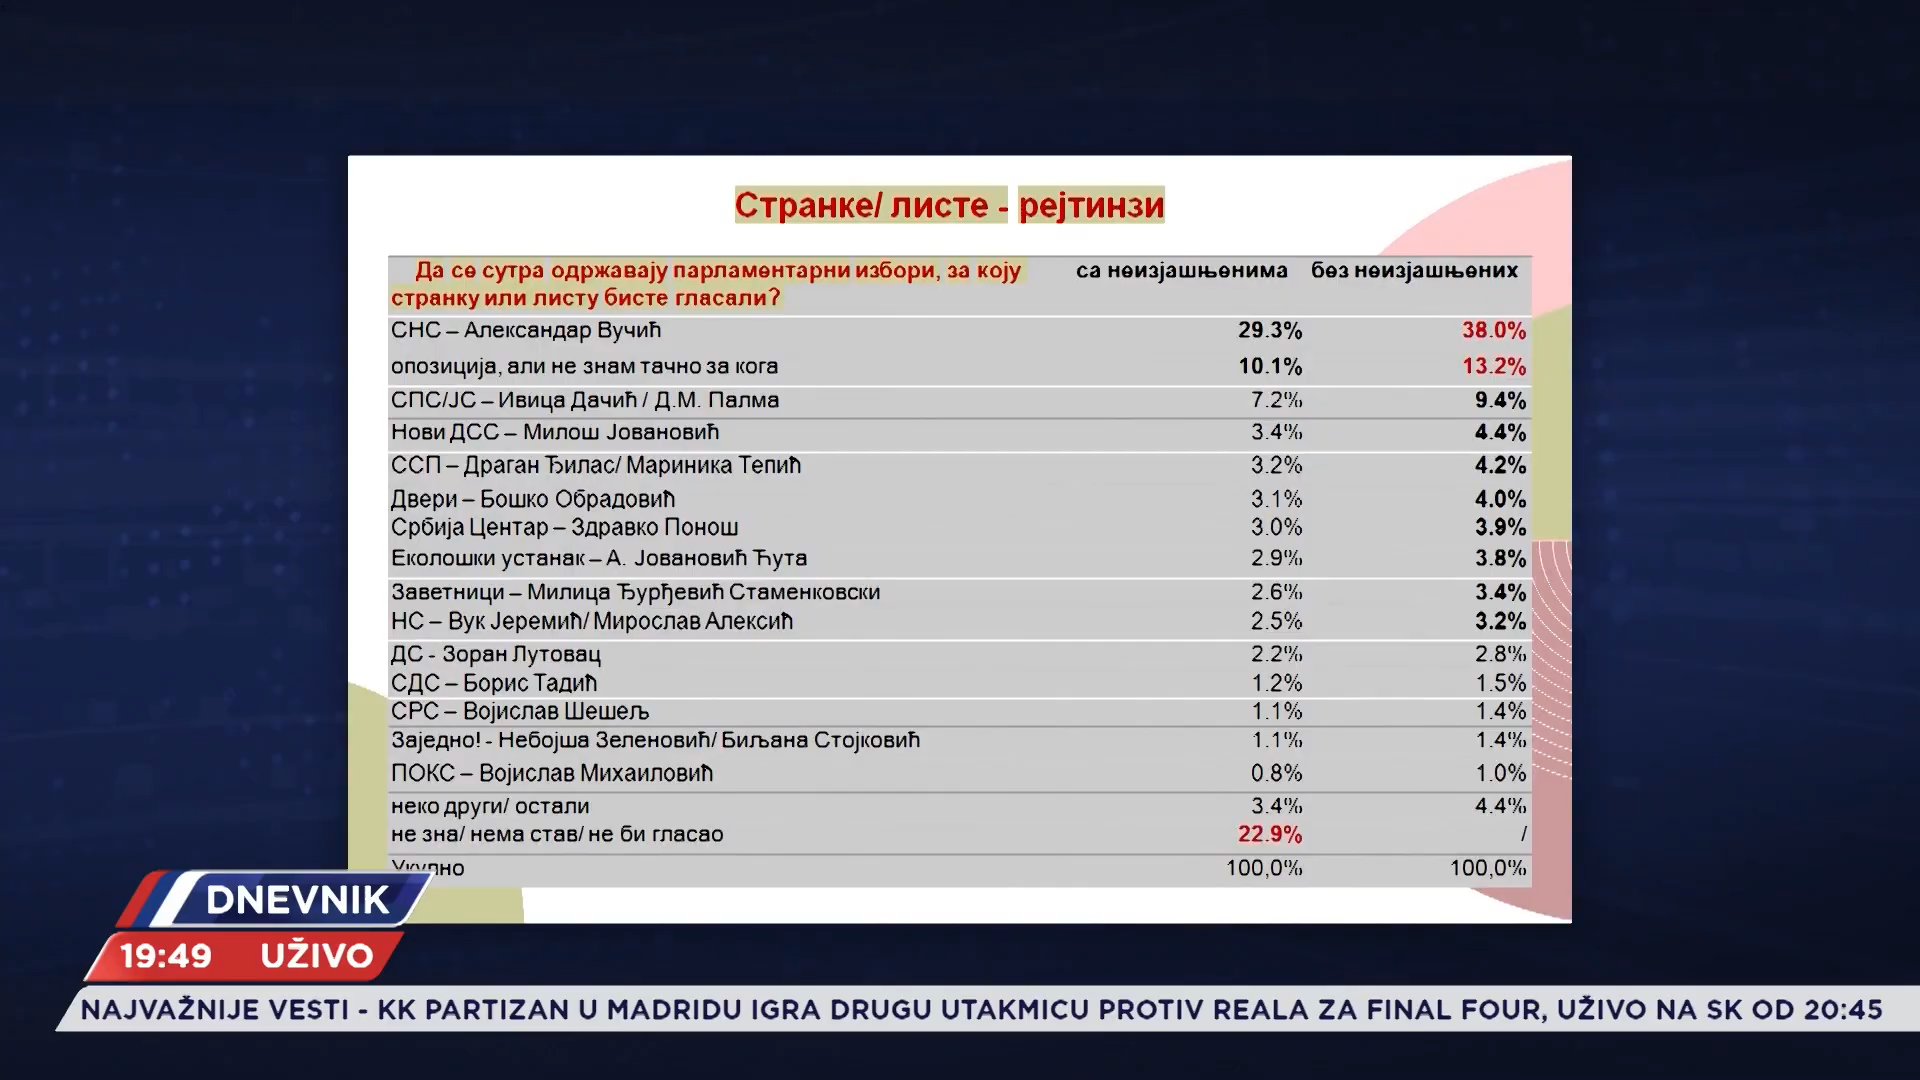 Странке/ листе - рејтинзи
Да се сутра одржавају парламентарни избори, за коју странку или листу бисте гласали? са неизјашњенима без неизјашњених
СНС – Александар Вучић 29.3% 38.0%
опозиција, али не знам тачно за кога 10.1% 13.2%
СПС/ЈС – Ивица Дачић / Д.М. Палма 7.2% 9.4%
Нови ДСС – Милош Јовановић 3.4% 4.4%
ССП – Драган Ђилас/ Мариника Тепић 3.2% 4.2%
Двери – Бошко Обрадовић 3.1% 4.0%
Србија Центар – Здравко Понош 3.0% 3.9%
Еколошки устанак – А. Јовановић Ћута 2.9% 3.8%
Заветници – Милица Ђурђевић Стаменковски 2.6% 3.4%
НС – Вук Јеремић/ Мирослав Алексић 2.5% 3.2%
ДС - Зоран Лутовац 2.2% 2.8%
СДС – Борис Тадић 1.2% 1.5%
СРС – Војислав Шешељ 1.1% 1.4%
Заједно! - Небојша Зеленовић/ Биљана Стојковић 1.1% 1.4%
ПОКС – Војислав Михаиловић 0.8% 1.0%
неко други/ остали 3.4% 4.4%
не зна/ нема став/ не би гласао 22.9% /
Укупно 100,0% 100,0%
DNEVNIK
19:49 UŽIVO
NAJVAŽNIJE VESTI - KK PARTIZAN U MADRIDU IGRA DRUGU UTAKMICU PROTIV REALA ZA FINAL FOUR, UŽIVO NA SK OD 20:45